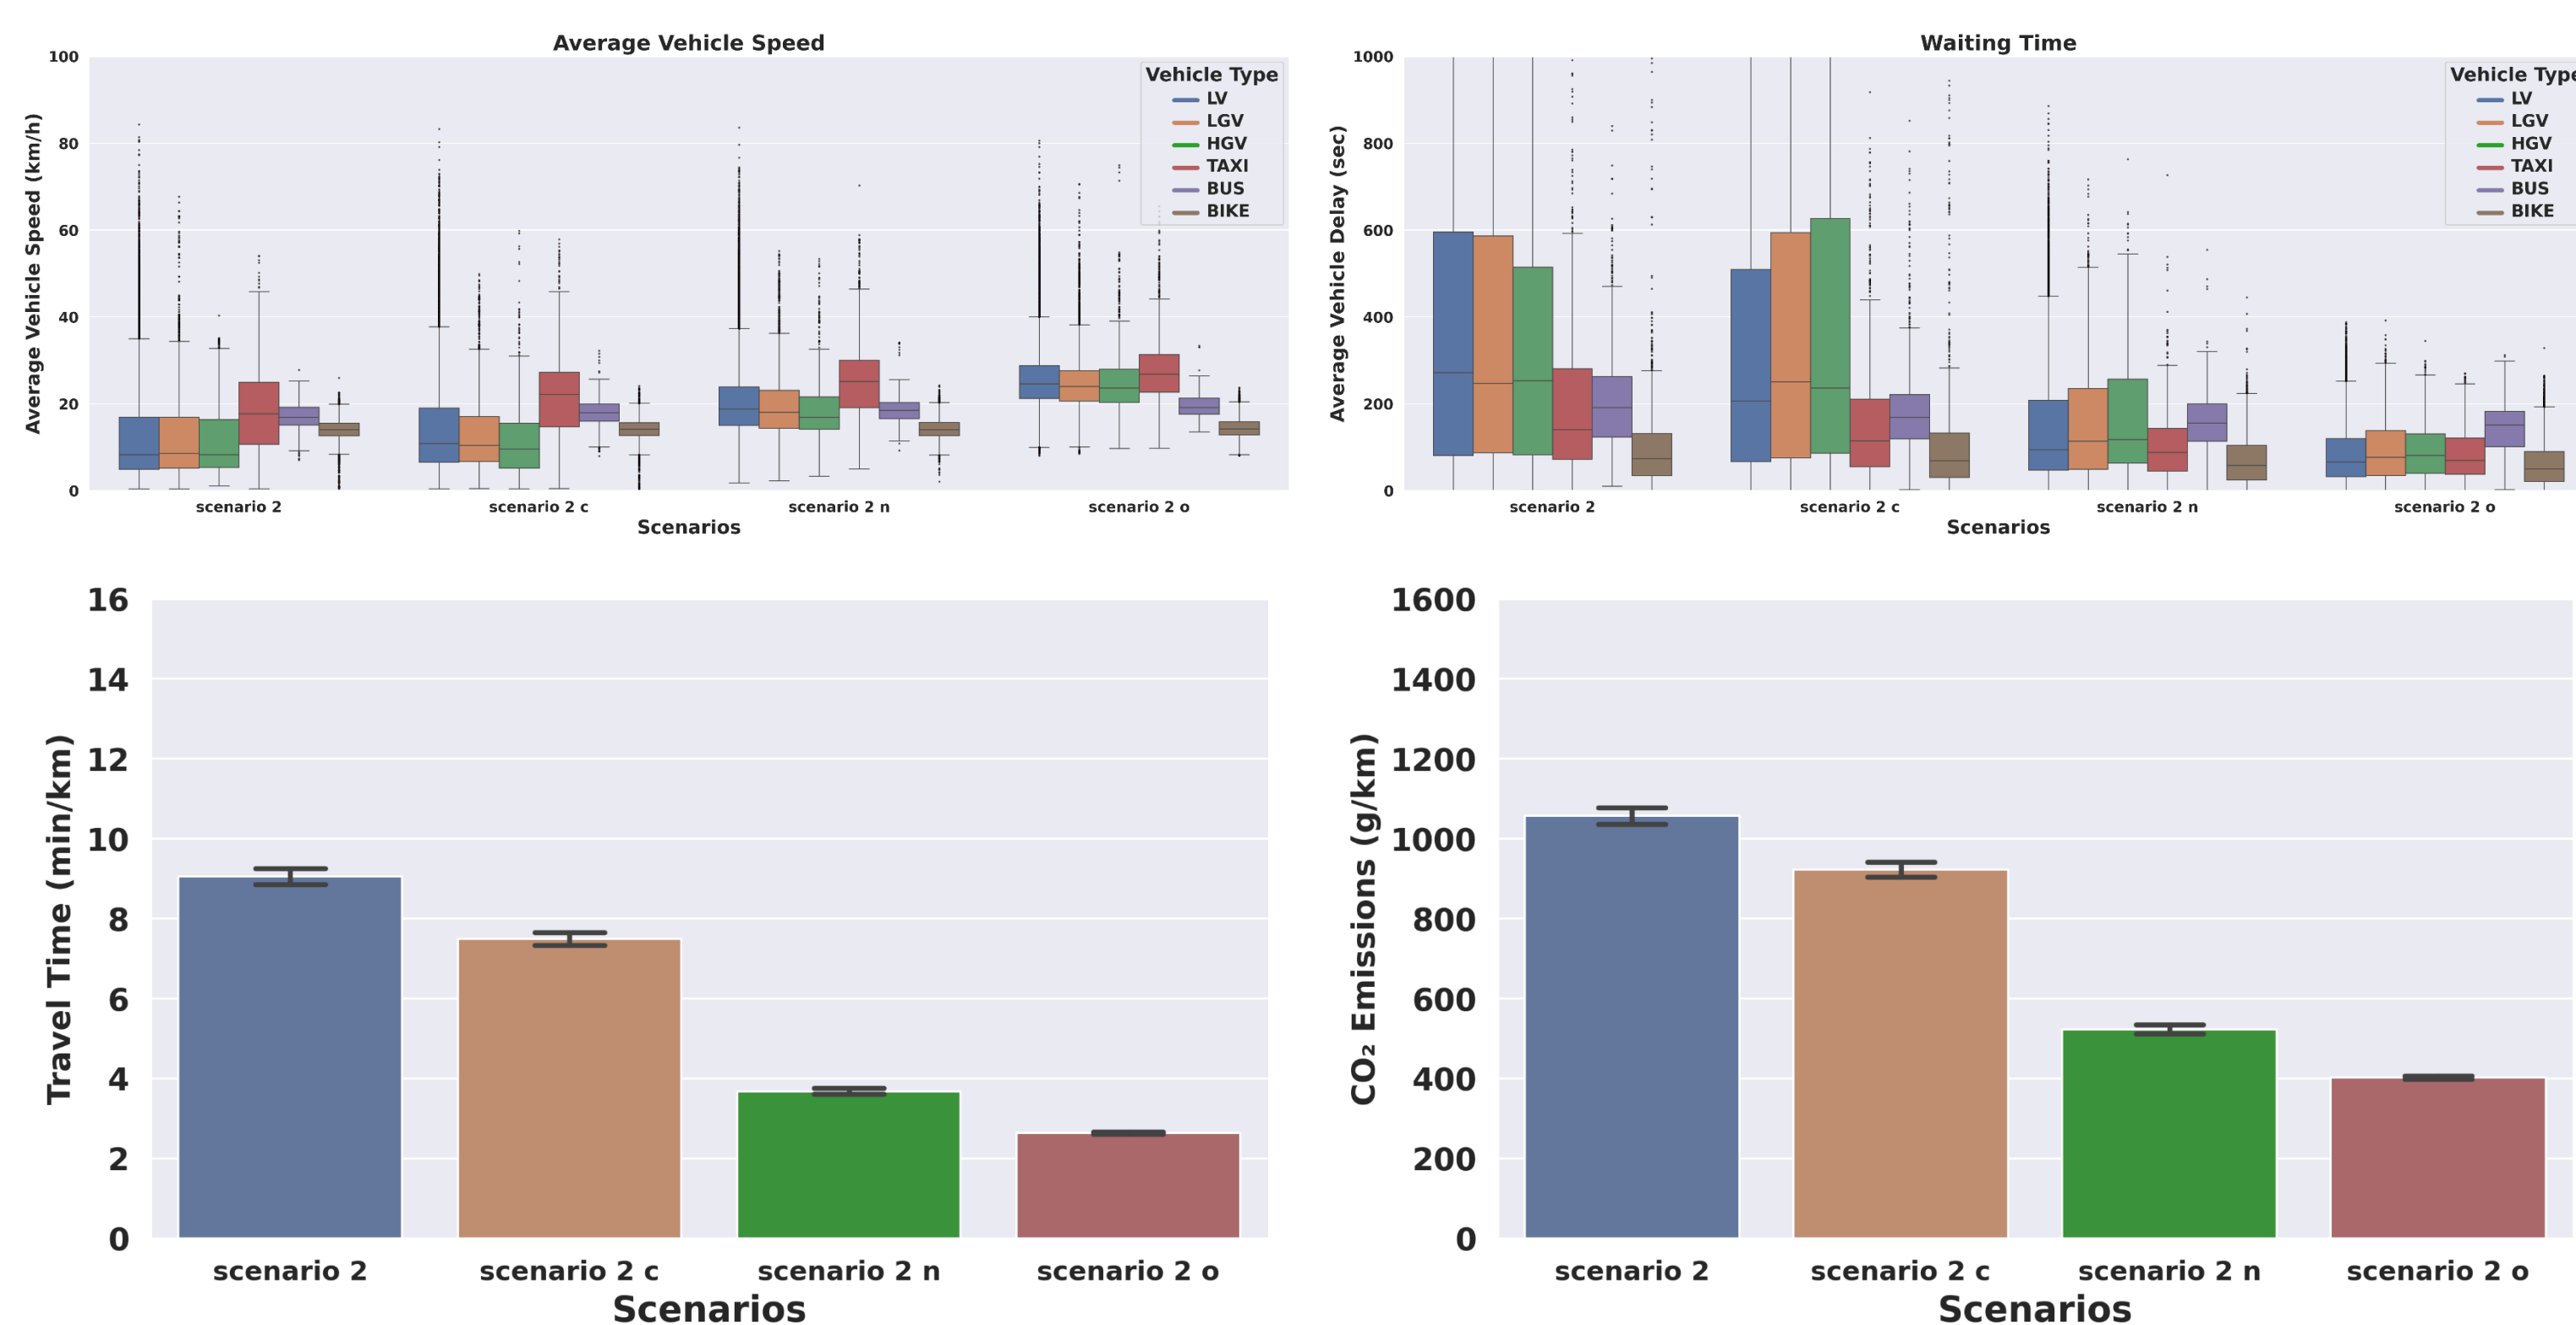 Average Vehicle Speed
Average Vehicle Speed (km/h)
100
80
60
40
20
0
Vehicle Type
LV
LGV
HGV
TAXI
BUS
BIKE
scenario 2
scenario 2 c
scenario 2 n
scenario 2 o
Scenarios
Waiting Time
Average Vehicle Delay (sec)
1000
800
600
400
200
0
Vehicle Type
LV
LGV
HGV
TAXI
BUS
BIKE
scenario 2
scenario 2 c
scenario 2 n
scenario 2 o
Scenarios
Travel Time (min/km)
16
14
12
10
8
6
4
2
0
scenario 2
scenario 2 c
scenario 2 n
scenario 2 o
Scenarios
CO₂ Emissions (g/km)
1600
1400
1200
1000
800
600
400
200
0
scenario 2
scenario 2 c
scenario 2 n
scenario 2 o
Scenarios